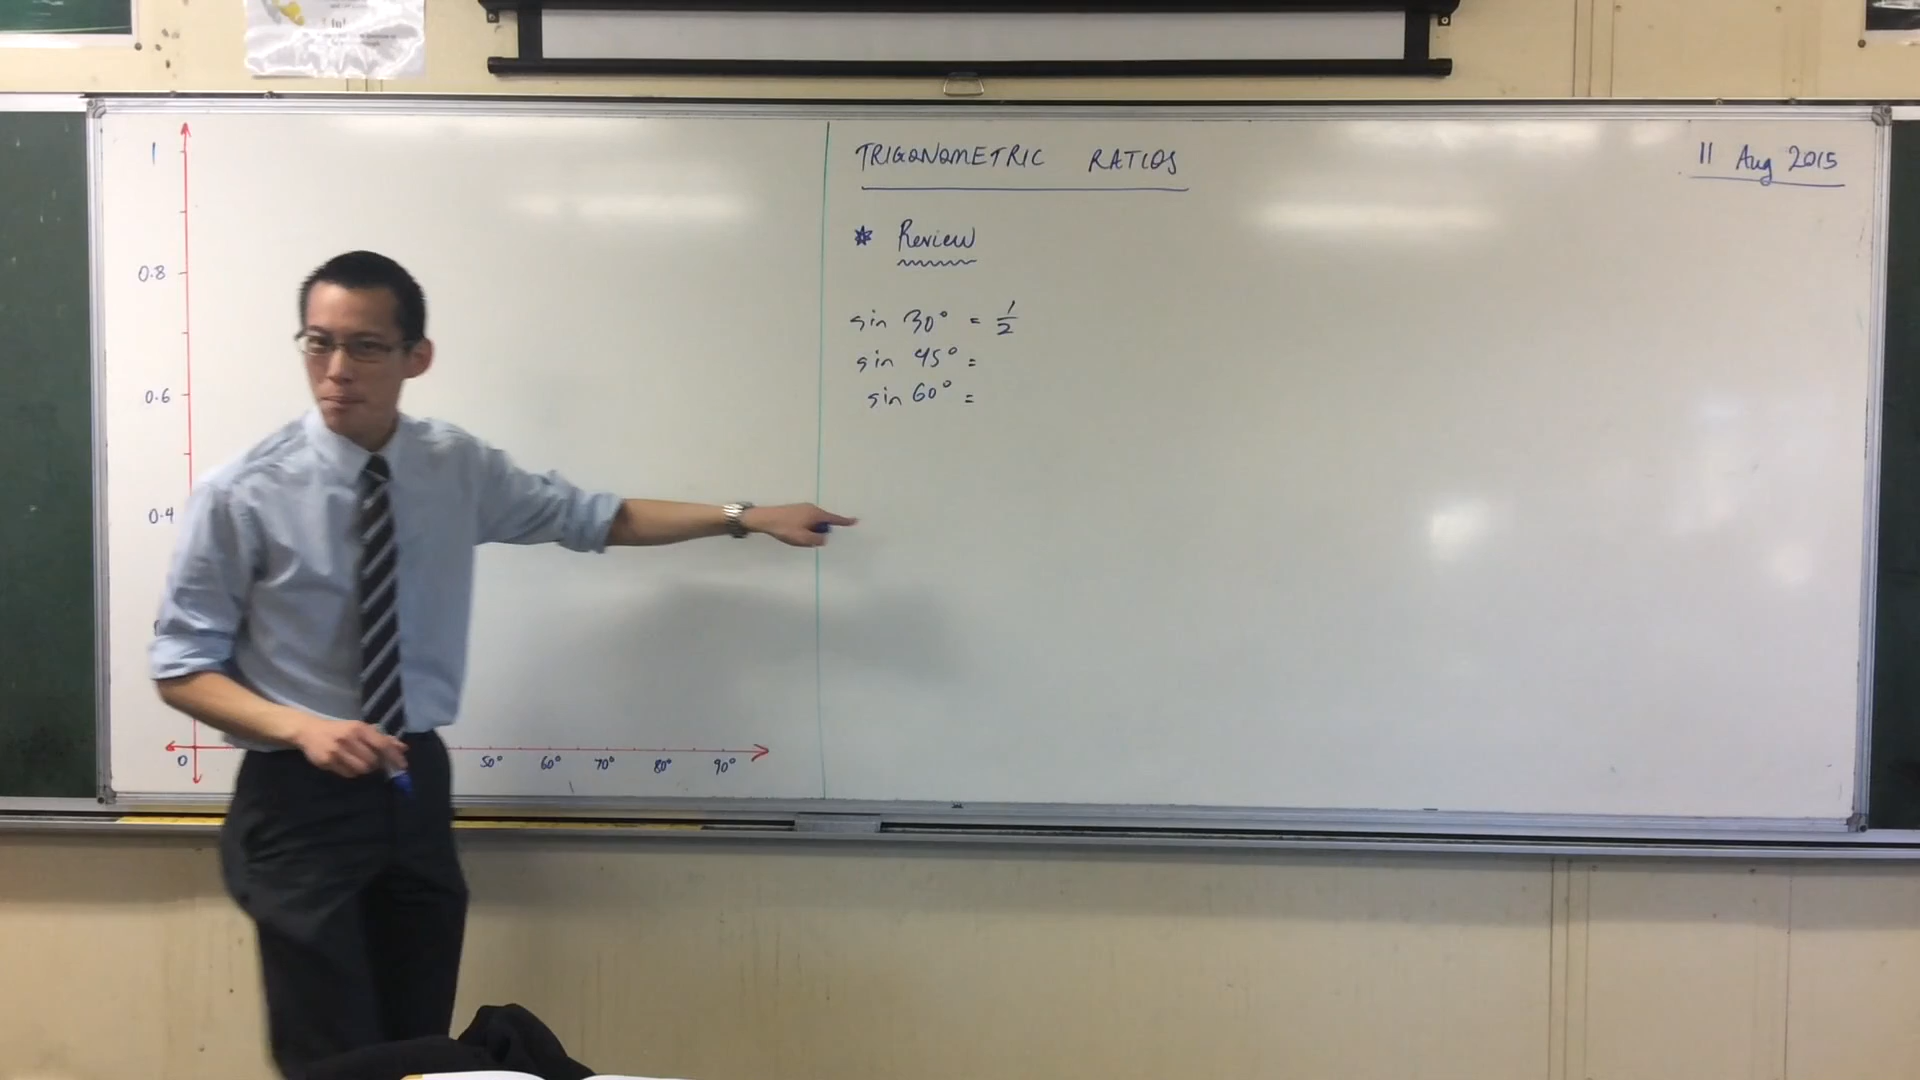 TRIGONOMETRIC RATIOS
11 Aug 2015
* Review
sin 30° = 1/2
sin 45° =
sin 60° =
1
0.8
0.6
0.4
0 50° 60° 70° 80° 90°